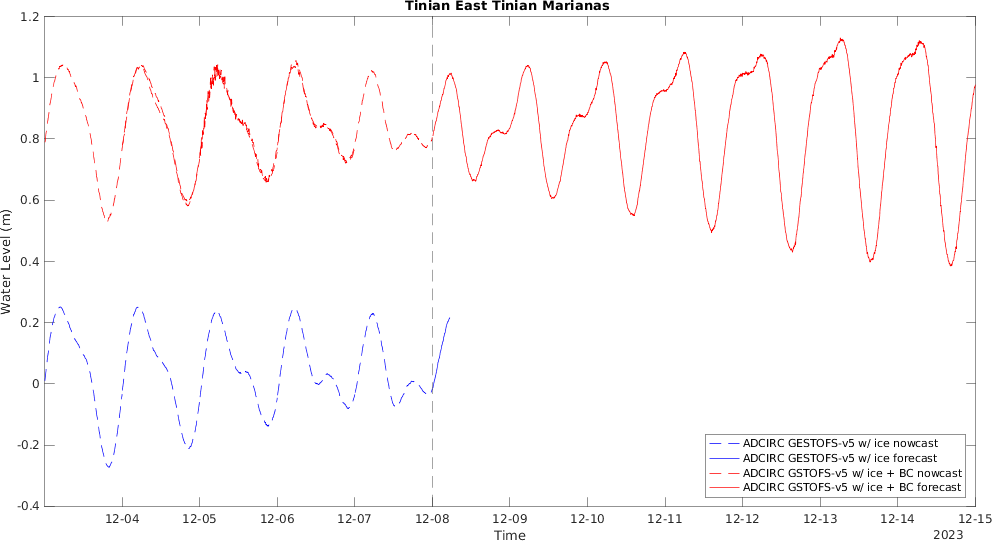 Tinian East Tinian Marianas
1.2
1
0.8
0.6
0.4
0.2
0
-0.2
-0.4
Water Level (m)
ADCIRC GESTOFS-v5 w/ ice nowcast
ADCIRC GESTOFS-v5 w/ ice forecast
ADCIRC GSTOFS-v5 w/ ice + BC nowcast
ADCIRC GSTOFS-v5 w/ ice + BC forecast
12-04 12-05 12-06 12-07 12-08 12-09 12-10 12-11 12-12 12-13 12-14 12-15
Time
2023